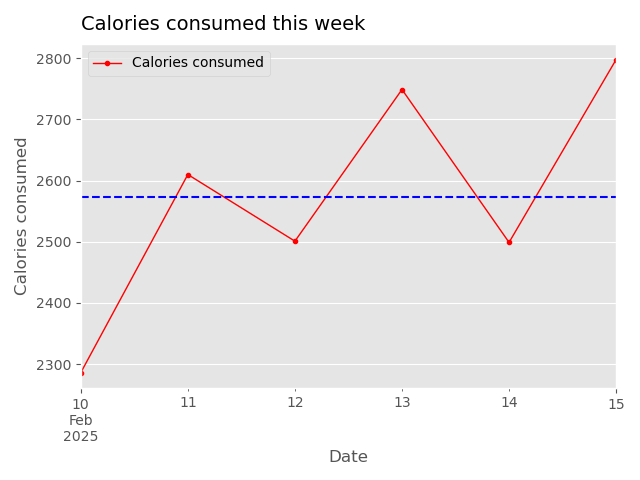 Calories consumed this week
Calories consumed
2800
2700
2600
2500
2400
2300
Calories consumed
10 11 12 13 14 15
Feb
2025
Date